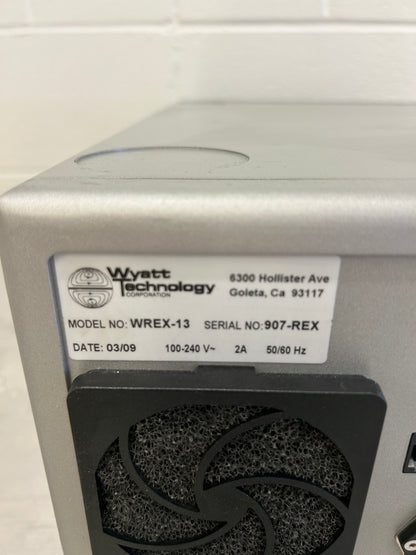 Wyatt
Technology
CORPORATION
6300 Hollister Ave
Goleta, Ca 93117
MODEL NO: WREX-13 SERIAL NO: 907-REX
DATE: 03/09 100-240 V~ 2A 50/60 Hz